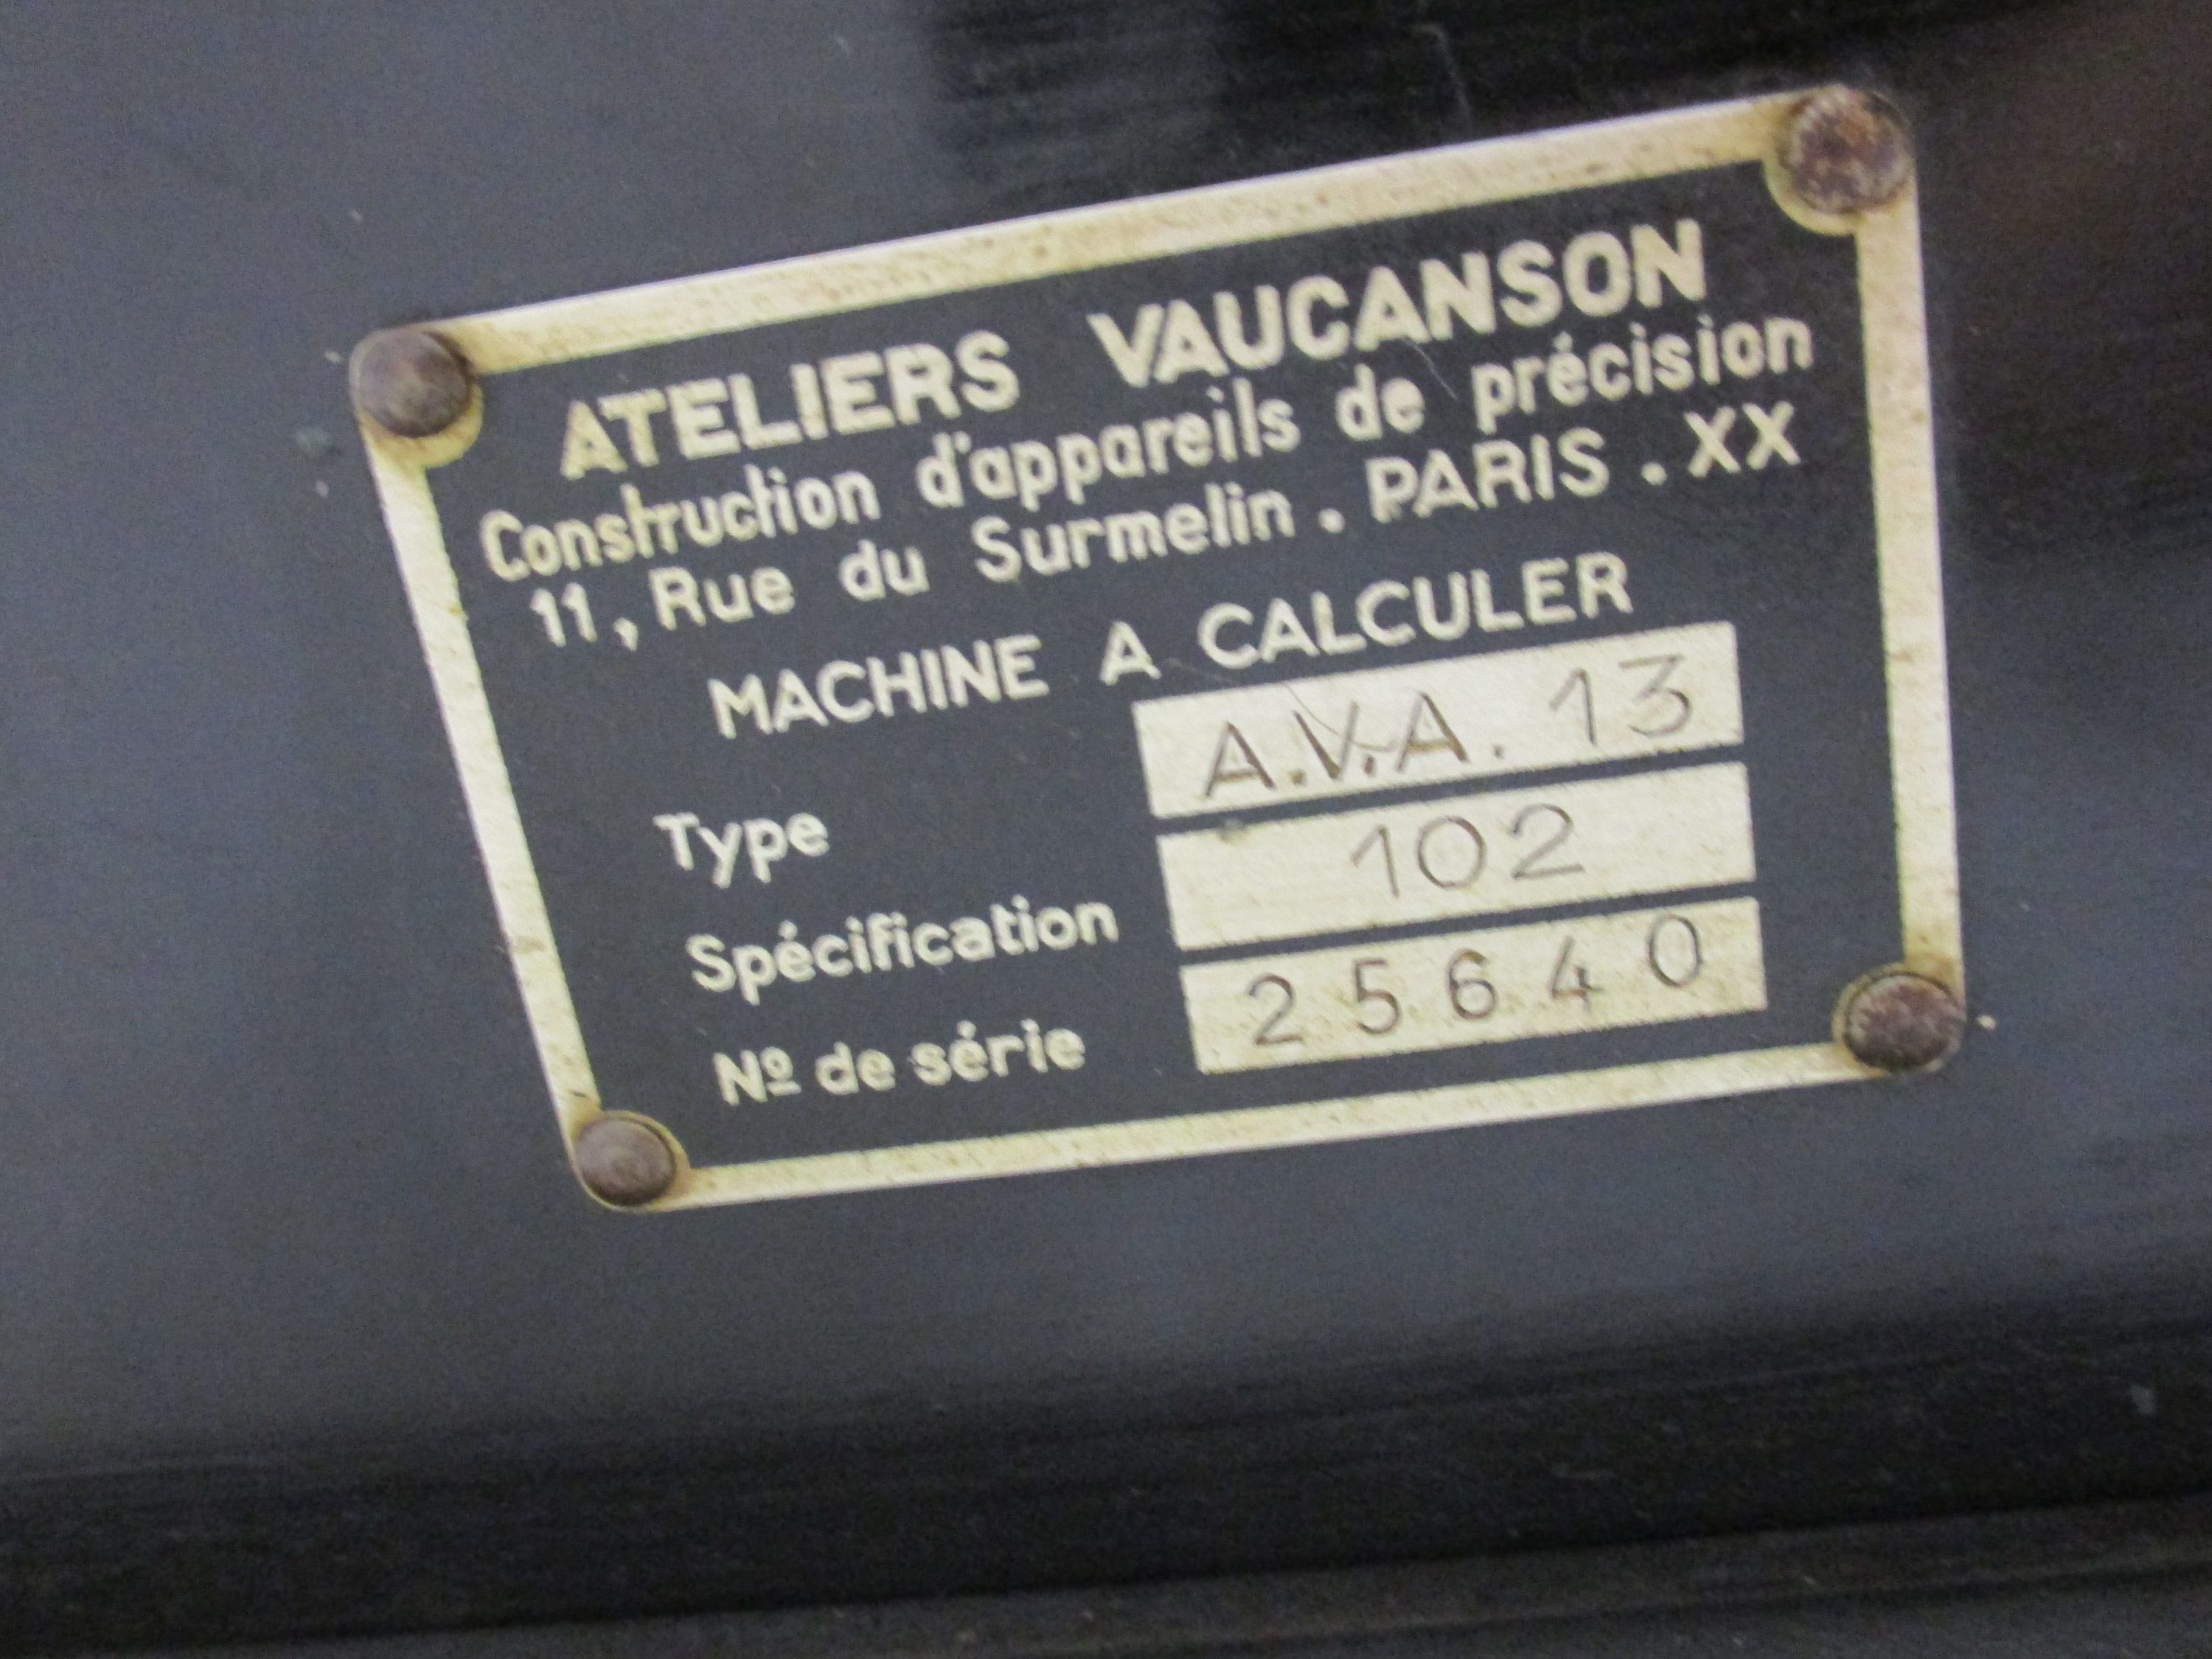 ATELIERS VAUCANSON
Construction d'appareils de précision
11, Rue du Surmelin . PARIS . XX
MACHINE A CALCULER
Type A.V.A. 13
Spécification 102
Nº de série 25640